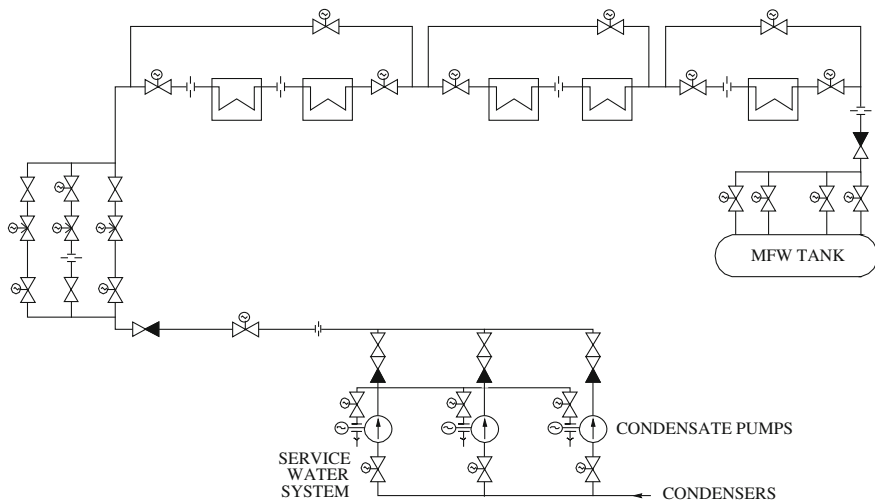 MFW TANK
CONDENSATE PUMPS
SERVICE
WATER
SYSTEM
CONDENSERS